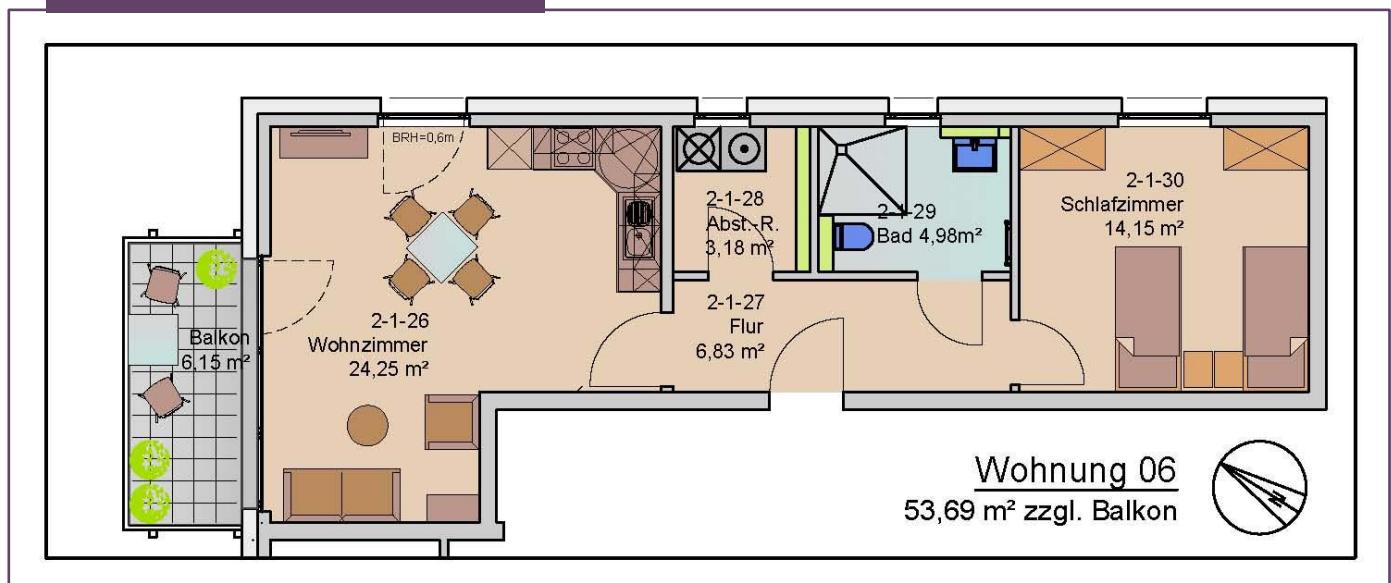 BRH=0,6m
2-1-28
Abst.-R.
3,18 m²
2-1-29
Bad 4,98m²
2-1-30
Schlafzimmer
14,15 m²
2-1-27
Flur
6,83 m²
2-1-26
Wohnzimmer
24,25 m²
Balkon
6,15 m²
Wohnung 06
53,69 m² zzgl. Balkon
N